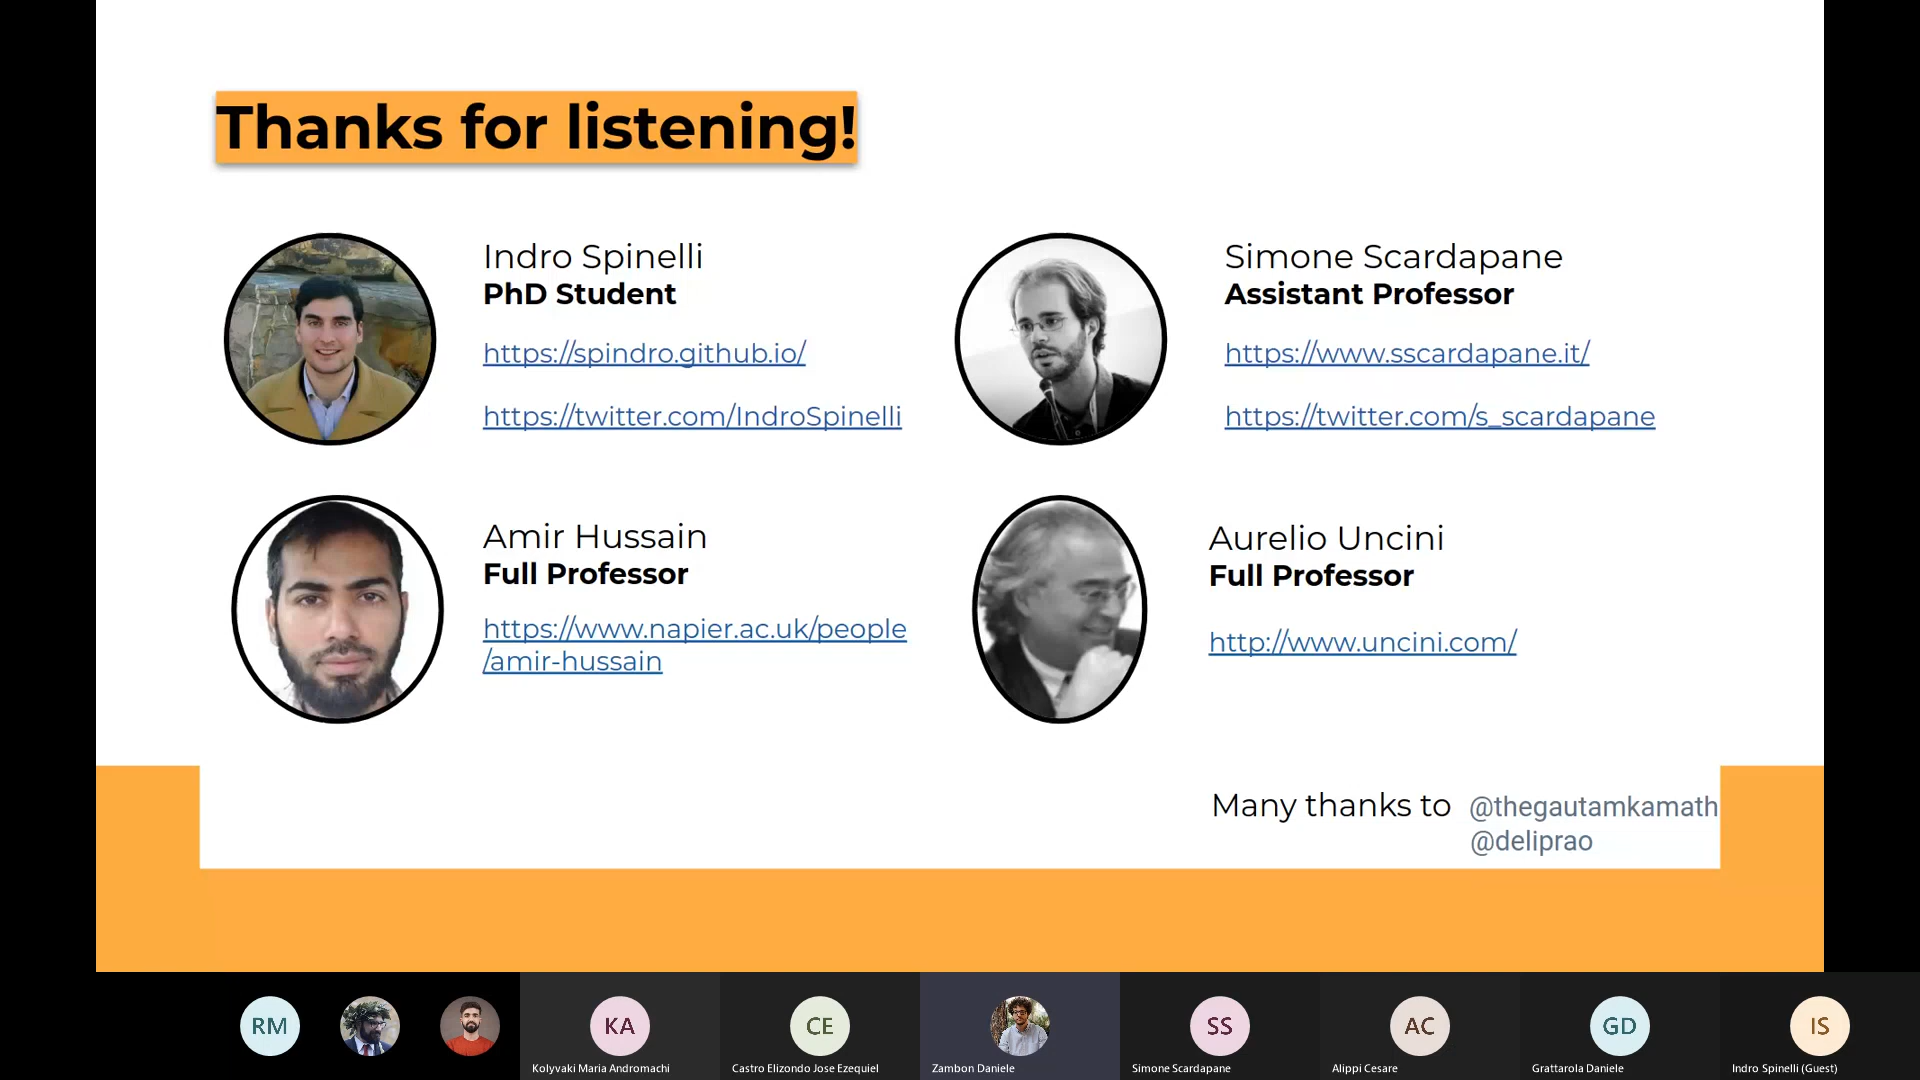 Thanks for listening!
Indro Spinelli
PhD Student
https://spindro.github.io/
https://twitter.com/IndroSpinelli
Simone Scardapane
Assistant Professor
https://www.sscardapane.it/
https://twitter.com/s_scardapane
Amir Hussain
Full Professor
https://www.napier.ac.uk/people
/amir-hussain
Aurelio Uncini
Full Professor
http://www.uncini.com/
Many thanks to @thegautamkamath
@deliprao
RM
KA
CE
SS
AC
GD
IS
Kolyvaki Maria Andromachi
Castro Elizondo Jose Ezequiel
Zambon Daniele
Simone Scardapane
Alippi Cesare
Grattarola Daniele
Indro Spinelli (Guest)